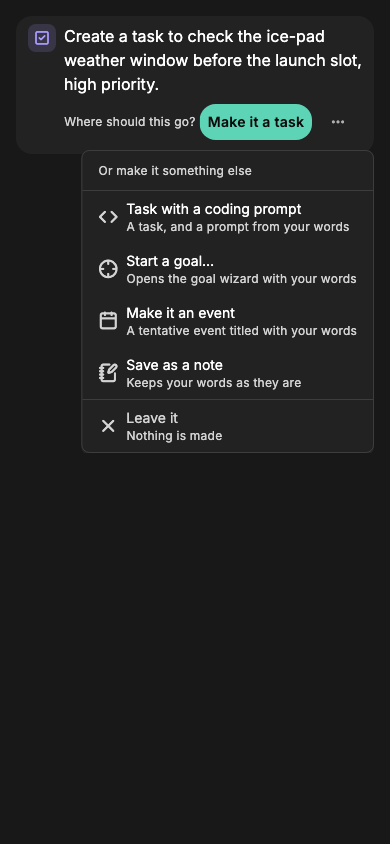 Create a task to check the ice-pad
weather window before the launch slot,
high priority.
Where should this go? Make it a task
Or make it something else
Task with a coding prompt
A task, and a prompt from your words
Start a goal...
Opens the goal wizard with your words
Make it an event
A tentative event titled with your words
Save as a note
Keeps your words as they are
Leave it
Nothing is made